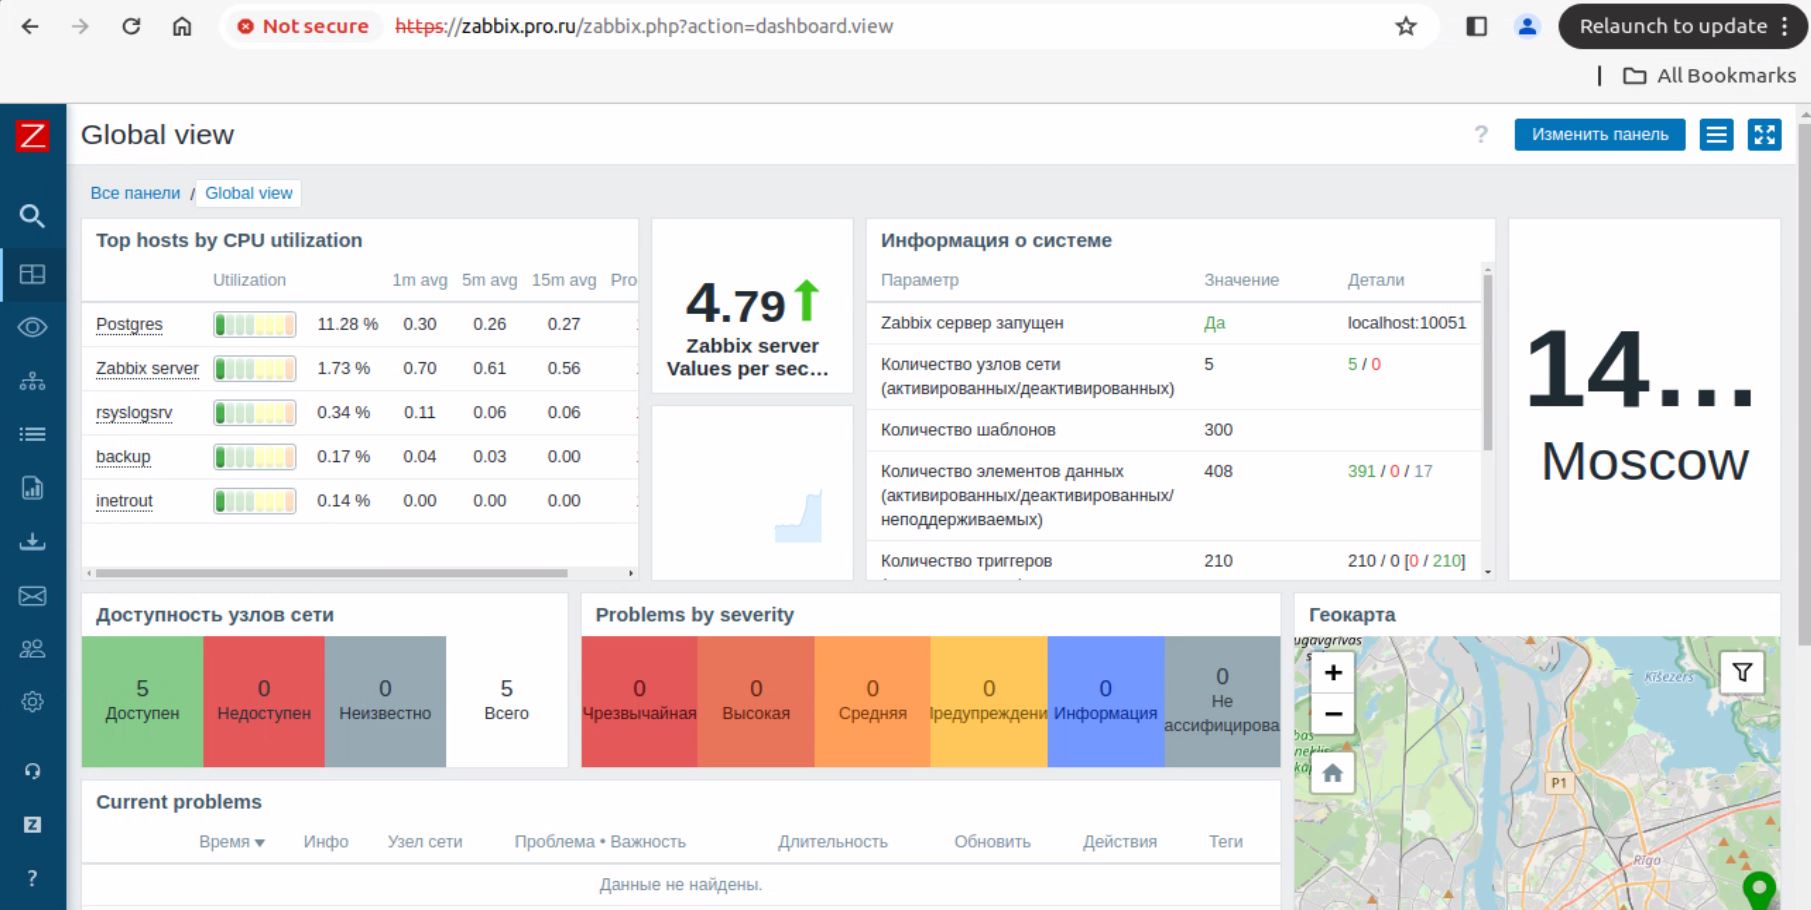 Not secure https://zabbix.pro.ru/zabbix.php?action=dashboard.view Relaunch to update
All Bookmarks
Z
Global view
? Изменить панель
Все панели / Global view
Top hosts by CPU utilization
Utilization 1m avg 5m avg 15m avg Pro
Postgres 11.28 % 0.30 0.26 0.27
Zabbix server 1.73 % 0.70 0.61 0.56
rsyslogsrv 0.34 % 0.11 0.06 0.06
backup 0.17 % 0.04 0.03 0.00
inetrout 0.14 % 0.00 0.00 0.00
4.79
Zabbix server
Values per sec...
Информация о системе
Параметр Значение Детали
Zabbix сервер запущен Да localhost:10051
Количество узлов сети
(активированных/деактивированных) 5 5 / 0
Количество шаблонов 300
Количество элементов данных
(активированных/деактивированных/
неподдерживаемых) 408 391 / 0 / 17
Количество триггеров 210 210 / 0 [0 / 210]
14...
Moscow
Доступность узлов сети
5
Доступен
0
Недоступен
0
Неизвестно
5
Всего
Problems by severity
0
Чрезвычайная
0
Высокая
0
Средняя
0
Предупреждени
0
Информация
0
Не
ассифицирова
Геокарта
+
−
Ķīšezers
P1
Rīga
Current problems
Время Инфо Узел сети Проблема • Важность Длительность Обновить Действия Теги
Данные не найдены.
Z
?